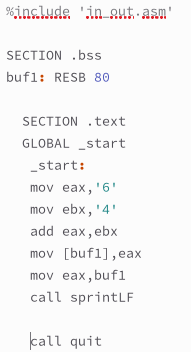 %include 'in_out.asm'
SECTION .bss
buf1: RESB 80
SECTION .text
GLOBAL _start
_start:
mov eax,'6'
mov ebx,'4'
add eax,ebx
mov [buf1],eax
mov eax,buf1
call sprintLF
call quit